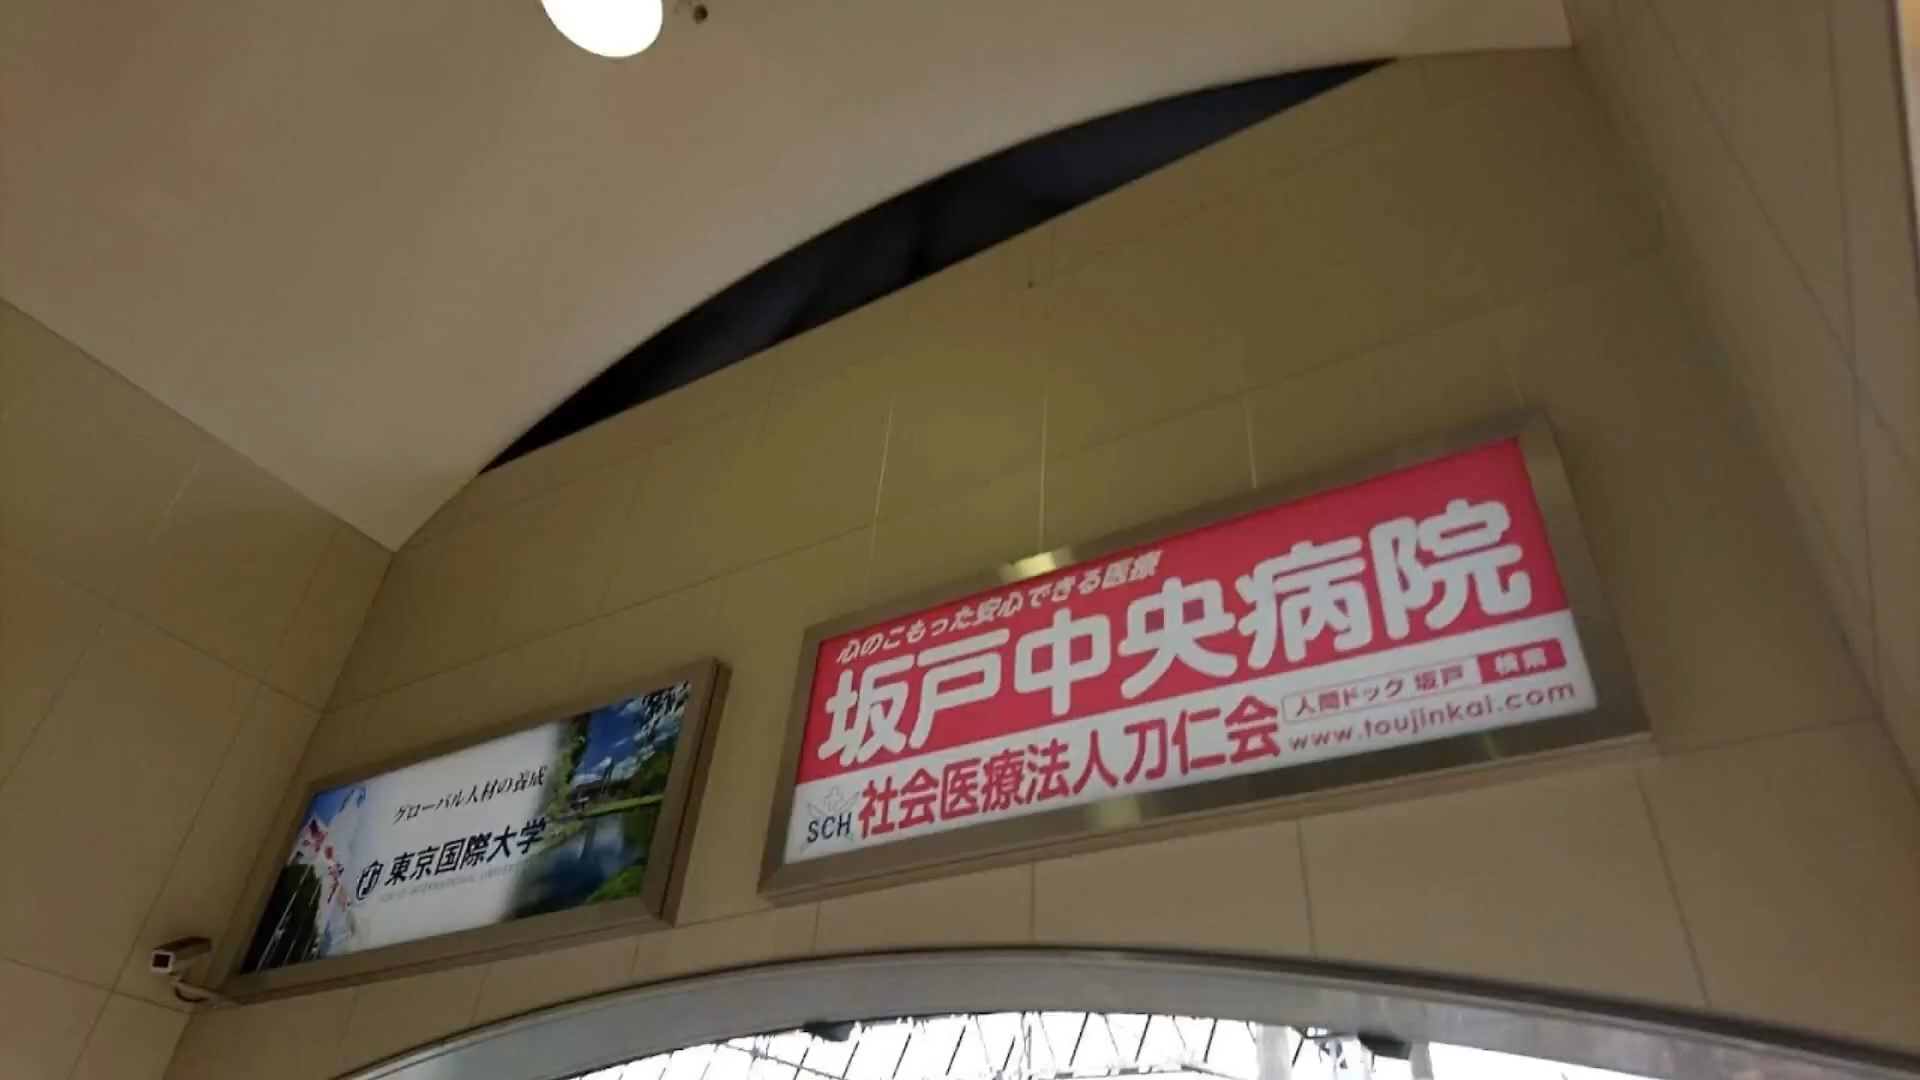 グローバル人材の養成
東京国際大学
心のこもった安心できる医療
坂戸中央病院
SCH 社会医療法人刀仁会
人間ドック 坂戸 検索
www.toujinkai.com